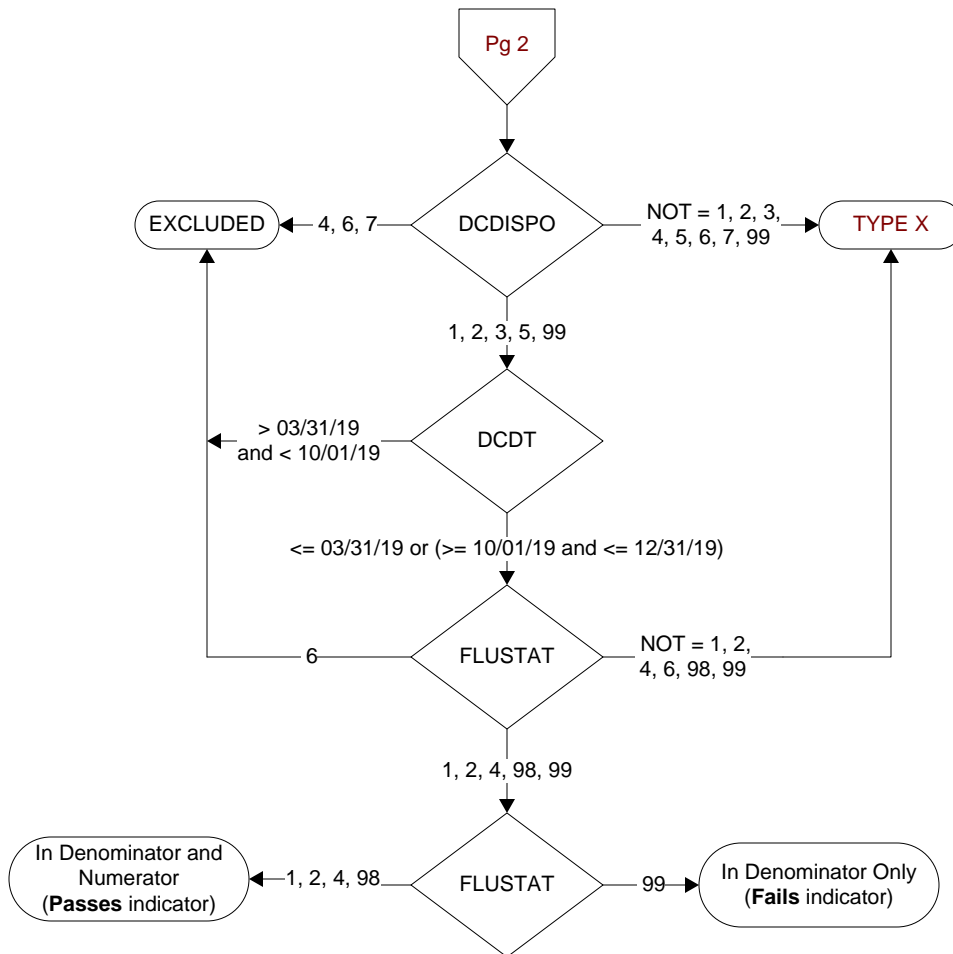 Pg 2
EXCLUDED
4, 6, 7
DCDISPO
NOT = 1, 2, 3,
4, 5, 6, 7, 99
TYPE X
1, 2, 3, 5, 99
> 03/31/19
and < 10/01/19
DCDT
<= 03/31/19 or (>= 10/01/19 and <= 12/31/19)
6
FLUSTAT
NOT = 1, 2,
4, 6, 98, 99
1, 2, 4, 98, 99
In Denominator and
Numerator
(Passes indicator)
1, 2, 4, 98
FLUSTAT
99
In Denominator Only
(Fails indicator)